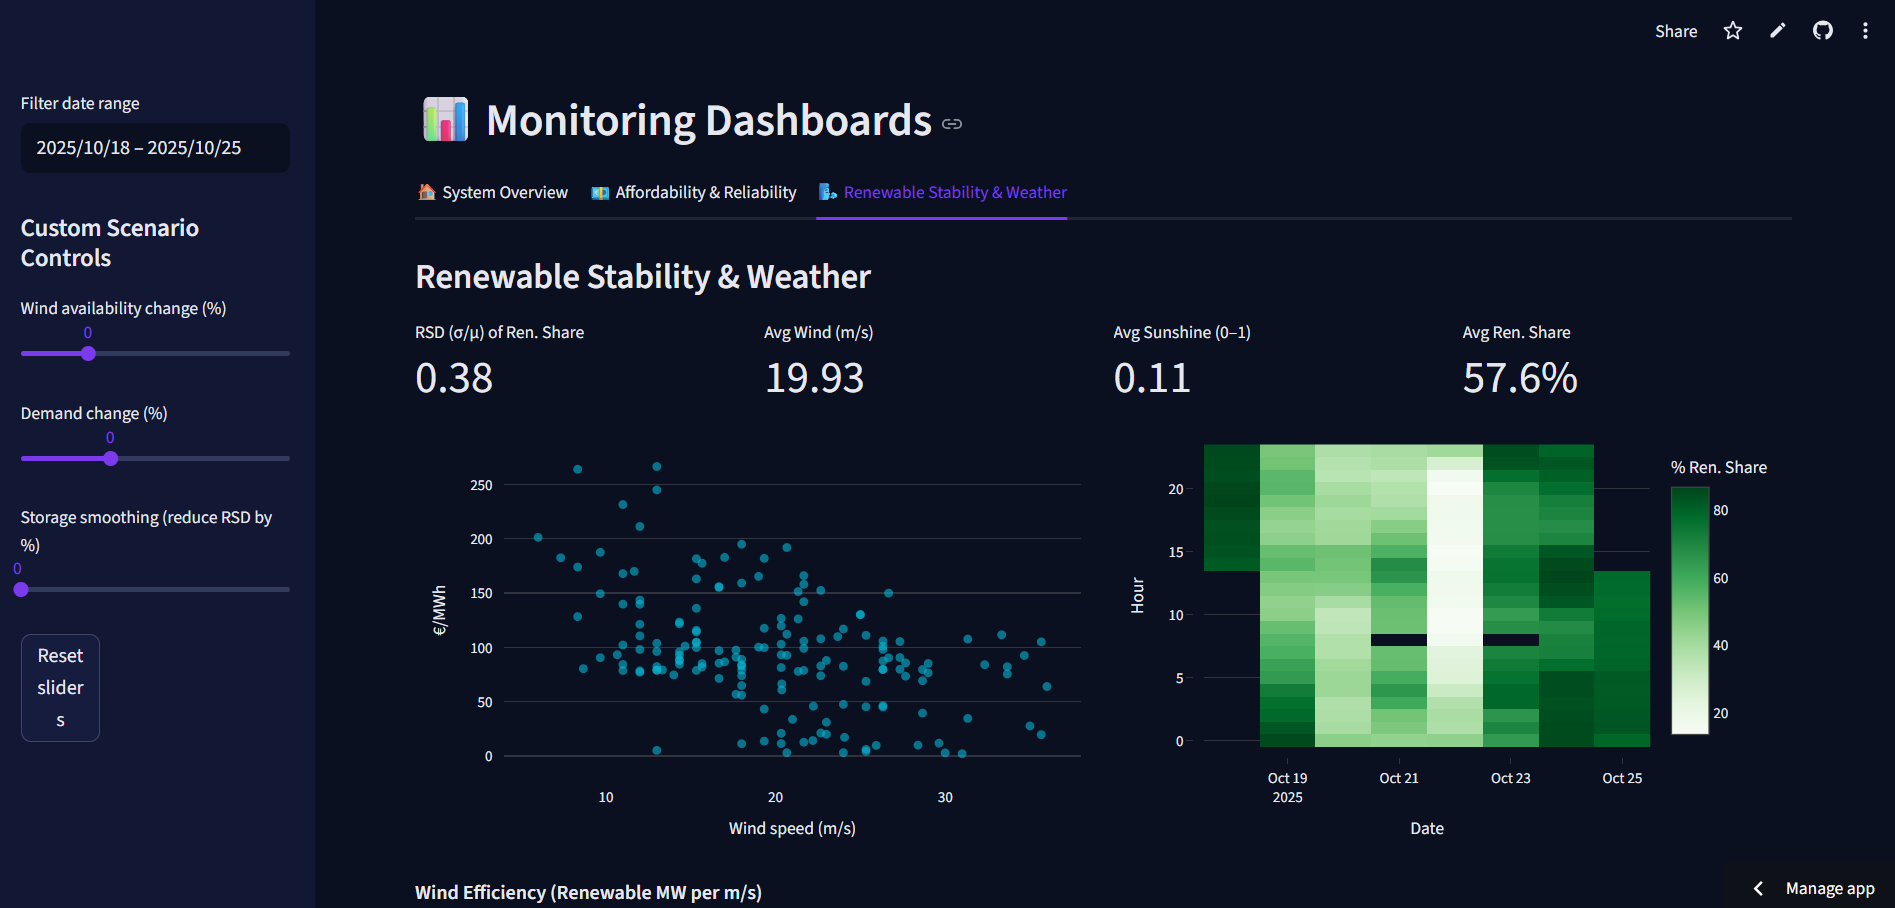 Share
Filter date range
2025/10/18 – 2025/10/25
Custom Scenario
Controls
Wind availability change (%)
0
Demand change (%)
0
Storage smoothing (reduce RSD by
%)
0
Reset
slider
s
Monitoring Dashboards
System Overview
Affordability & Reliability
Renewable Stability & Weather
Renewable Stability & Weather
RSD (σ/μ) of Ren. Share
0.38
Avg Wind (m/s)
19.93
Avg Sunshine (0–1)
0.11
Avg Ren. Share
57.6%
€/MWh
250
200
150
100
50
0
10
20
30
Wind speed (m/s)
Hour
20
15
10
5
0
Oct 19
2025
Oct 21
Oct 23
Oct 25
Date
% Ren. Share
80
60
40
20
Wind Efficiency (Renewable MW per m/s)
Manage app